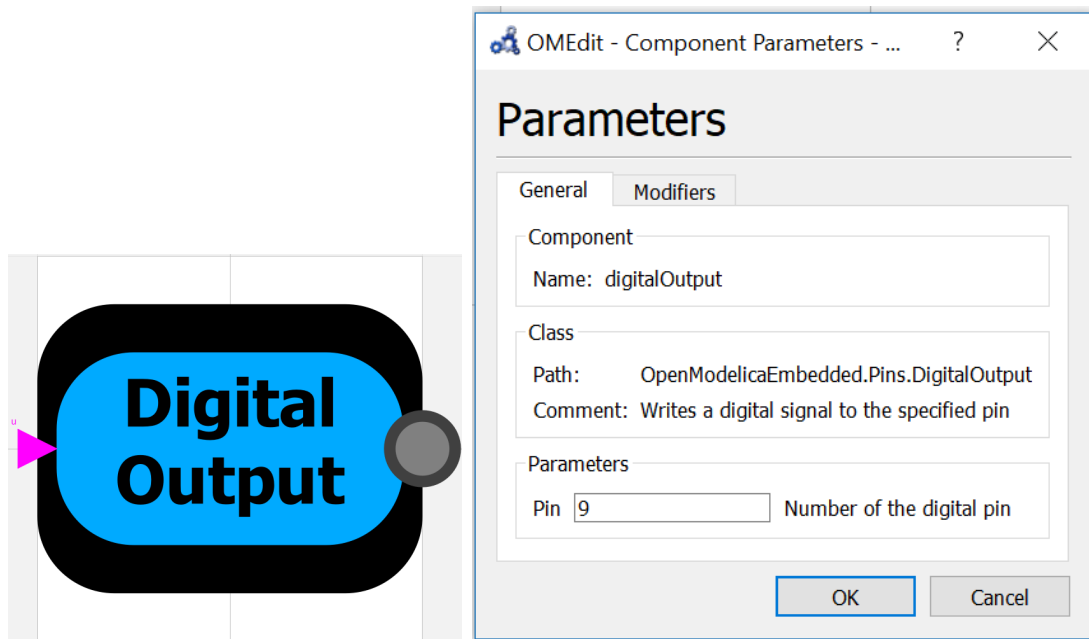 u
Digital
Output
OMEdit - Component Parameters - ... ?
Parameters
General Modifiers
Component
Name: digitalOutput
Class
Path: OpenModelicaEmbedded.Pins.DigitalOutput
Comment: Writes a digital signal to the specified pin
Parameters
Pin 9 Number of the digital pin
OK Cancel